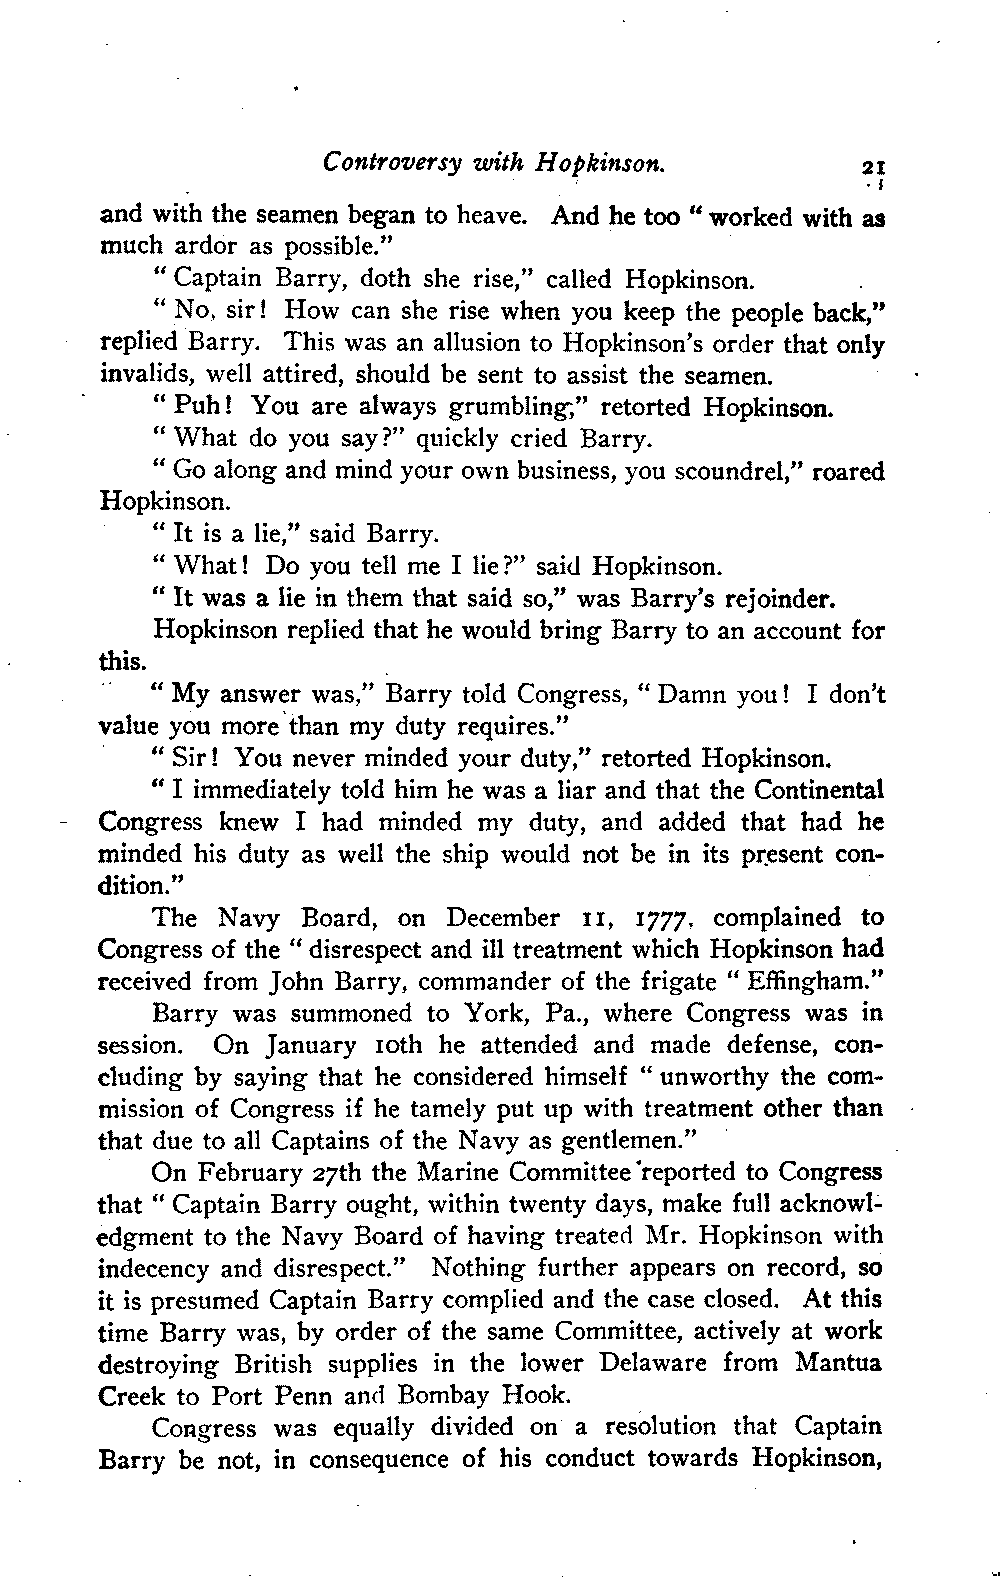 Controversy with Hopkinson. 21
and with the seamen began to heave. And he too " worked with as
much ardor as possible."
" Captain Barry, doth she rise," called Hopkinson.
" No, sir! How can she rise when you keep the people back,"
replied Barry. This was an allusion to Hopkinson's order that only
invalids, well attired, should be sent to assist the seamen.
" Puh! You are always grumbling," retorted Hopkinson.
" What do you say?" quickly cried Barry.
" Go along and mind your own business, you scoundrel," roared
Hopkinson.
" It is a lie," said Barry.
" What! Do you tell me I lie?" said Hopkinson.
" It was a lie in them that said so," was Barry's rejoinder.
Hopkinson replied that he would bring Barry to an account for
this.
" My answer was," Barry told Congress, " Damn you! I don't
value you more than my duty requires."
" Sir! You never minded your duty," retorted Hopkinson.
" I immediately told him he was a liar and that the Continental
Congress knew I had minded my duty, and added that had he
minded his duty as well the ship would not be in its present con-
dition."
The Navy Board, on December 11, 1777, complained to
Congress of the " disrespect and ill treatment which Hopkinson had
received from John Barry, commander of the frigate " Effingham."
Barry was summoned to York, Pa., where Congress was in
session. On January 10th he attended and made defense, con-
cluding by saying that he considered himself " unworthy the com-
mission of Congress if he tamely put up with treatment other than
that due to all Captains of the Navy as gentlemen."
On February 27th the Marine Committee reported to Congress
that " Captain Barry ought, within twenty days, make full acknowl-
edgment to the Navy Board of having treated Mr. Hopkinson with
indecency and disrespect." Nothing further appears on record, so
it is presumed Captain Barry complied and the case closed. At this
time Barry was, by order of the same Committee, actively at work
destroying British supplies in the lower Delaware from Mantua
Creek to Port Penn and Bombay Hook.
Congress was equally divided on a resolution that Captain
Barry be not, in consequence of his conduct towards Hopkinson,